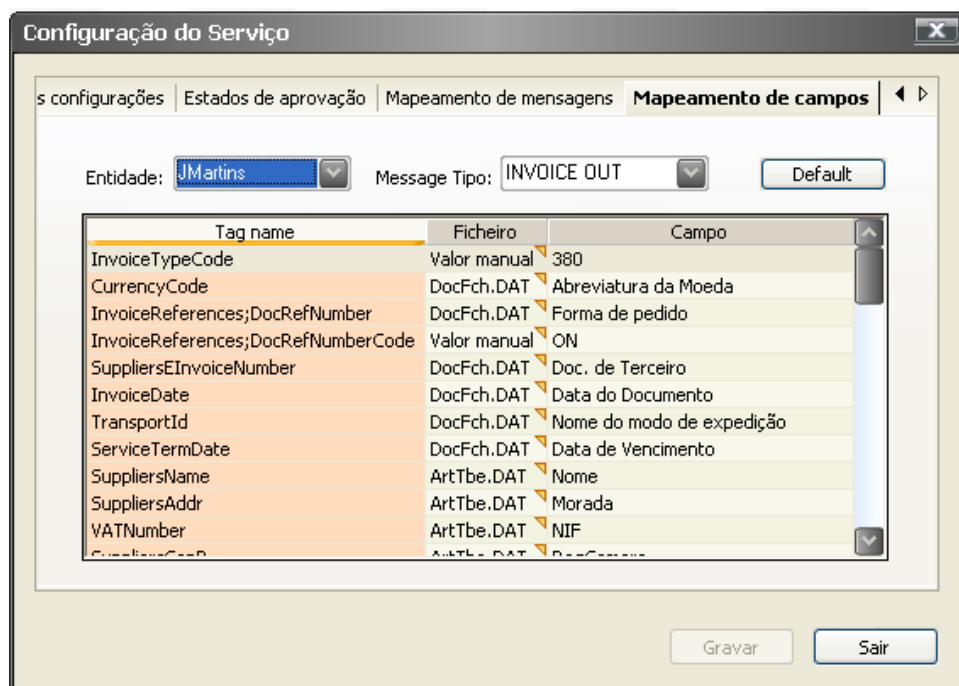 Configuração do Serviço
s configurações Estados de aprovação Mapeamento de mensagens Mapeamento de campos
Entidade: JMartins Message Tipo: INVOICE OUT Default
Tag name Ficheiro Campo
InvoiceTypeCode Valor manual 380
CurrencyCode DocFch.DAT Abreviatura da Moeda
InvoiceReferences;DocRefNumber DocFch.DAT Forma de pedido
InvoiceReferences;DocRefNumberCode Valor manual ON
SuppliersEInvoiceNumber DocFch.DAT Doc. de Terceiro
InvoiceDate DocFch.DAT Data do Documento
TransportId DocFch.DAT Nome do modo de expedição
ServiceTermDate DocFch.DAT Data de Vencimento
SuppliersName ArtTbe.DAT Nome
SuppliersAddr ArtTbe.DAT Morada
VATNumber ArtTbe.DAT NIF
ArtTbe.DAT
Gravar Sair